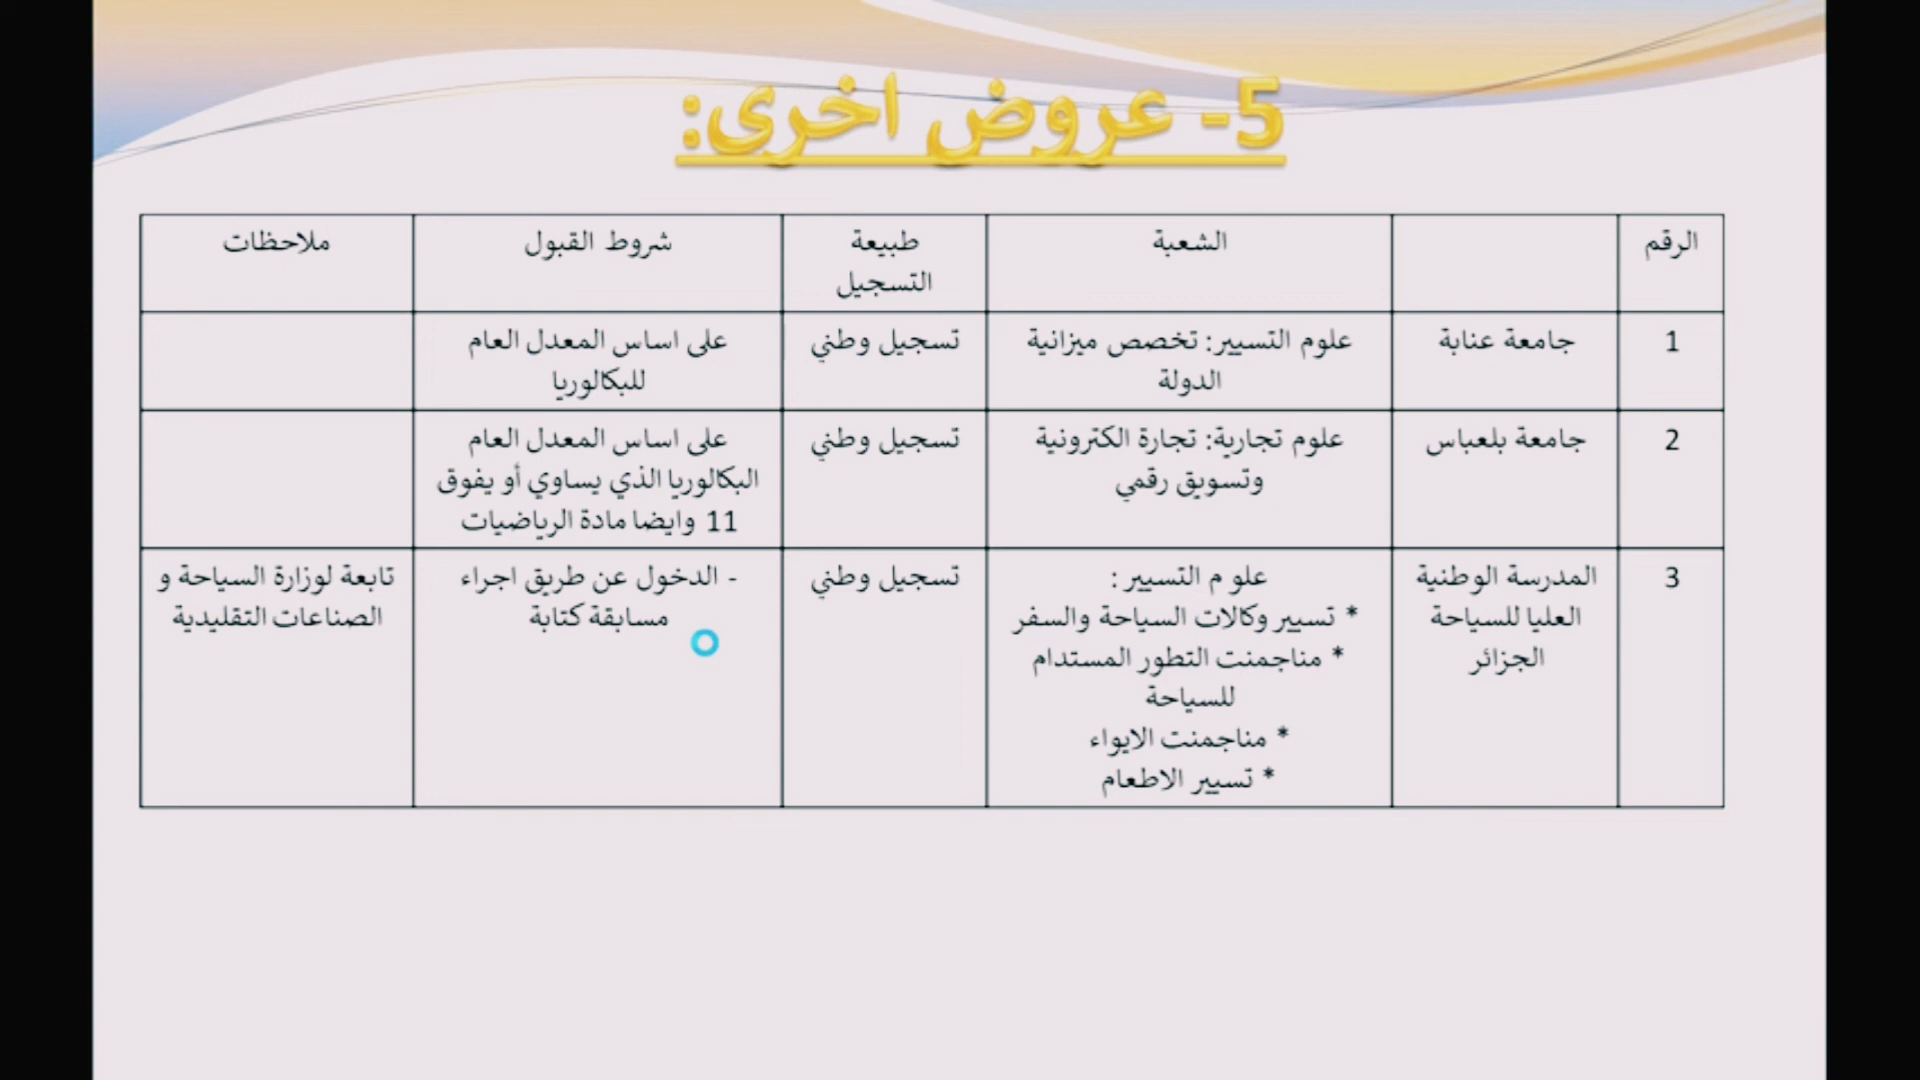 5- عروض اخرى:
الرقم
الشعبة
طبيعة
التسجيل
شروط القبول
ملاحظات
1
جامعة عنابة
علوم التسيير: تخصص ميزانية
الدولة
تسجيل وطني
على اساس المعدل العام
للبكالوريا
2
جامعة بلعباس
علوم تجارية: تجارة الكترونية
وتسويق رقمي
تسجيل وطني
على اساس المعدل العام
البكالوريا الذي يساوي أو يفوق
11 وايضا مادة الرياضيات
3
المدرسة الوطنية
العليا للسياحة
الجزائر
علو م التسيير :
* تسيير وكالات السياحة والسفر
* مناجمنت التطور المستدام
للسياحة
* مناجمنت الايواء
* تسيير الاطعام
تسجيل وطني
- الدخول عن طريق اجراء
مسابقة كتابة
تابعة لوزارة السياحة و
الصناعات التقليدية